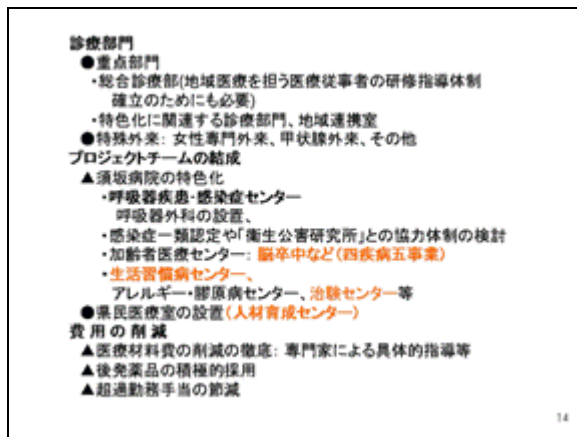 診療部門
●重点部門
・総合診療部(地域医療を担う医療従事者の研修指導体制
確立のためにも必要)
・特色化に関連する診療部門、地域連携室
●特殊外来：女性専門外来、甲状腺外来、その他
プロジェクトチームの結成
▲須坂病院の特色化
・呼吸器疾患・感染症センター
呼吸器外科の設置、
・感染症一類認定や「衛生公害研究所」との協力体制の検討
・加齢者医療センター：脳卒中など(四疾病五事業)
・生活習慣病センター、
アレルギー・膠原病センター、治験センター等
●県民医療室の設置(人材育成センター)
費用の削減
▲医療材料費の削減の徹底：専門家による具体的指導等
▲後発薬品の積極的採用
▲超過勤務手当の節減
14